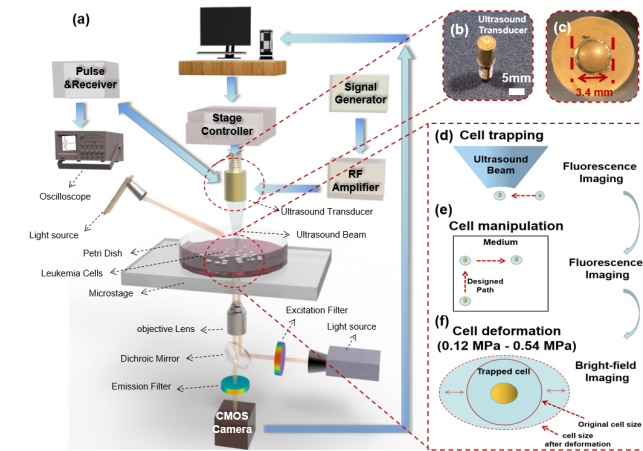 (a)
Pulse
&Receiver
Stage
Controller
Signal
Generator
RF
Amplifier
Oscilloscope
Light source
Ultrasound Transducer
Ultrasound Beam
Petri Dish
Leukemia Cells
Microstage
objective Lens
Excitation Filter
Light source
Dichroic Mirror
Emission Filter
CMOS
Camera
(b)
Ultrasound
Transducer
5mm
(c)
3.4 mm
(d) Cell trapping
Ultrasound
Beam
Fluorescence
Imaging
(e)
Cell manipulation
Medium
Designed
Path
Fluorescence
Imaging
(f)
Cell deformation
(0.12 MPa - 0.54 MPa)
Bright-field
Imaging
Trapped cell
Original cell size
cell size
after deformation